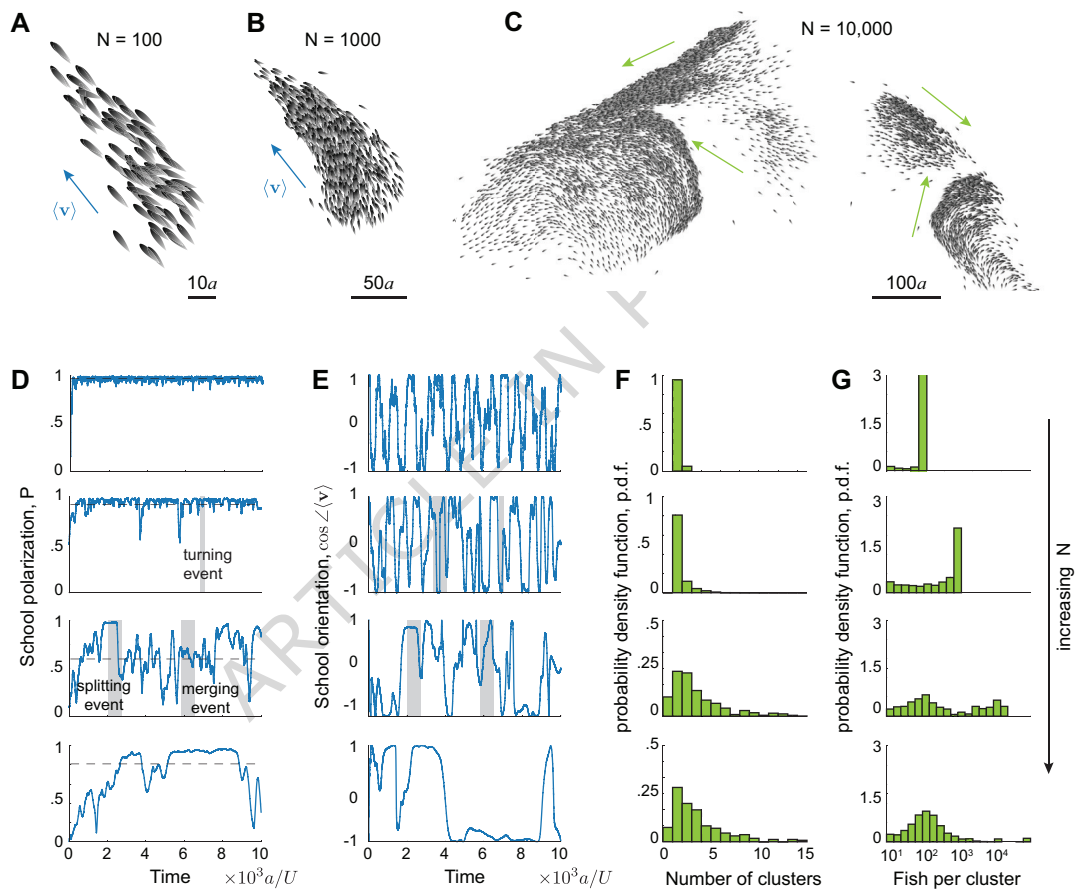 A
N = 100
⟨v⟩
10a
B
N = 1000
⟨v⟩
50a
C
N = 10,000
100a
D
School polarization, P
1
.5
0
1
.5
0
turning
event
1
.5
0
splitting
event
merging
event
1
.5
0
0 2 4 6 8 10
Time ×10³a/U
E
School orientation, cos∠⟨v⟩
1
0
-1
1
0
-1
1
0
-1
1
0
-1
0 2 4 6 8 10
Time ×10³a/U
F
probability density function, p.d.f.
1
.5
0
1
.5
0
.5
.25
0
.5
.25
0
0 5 10 15
Number of clusters
G
probability density function, p.d.f.
3
1.5
0
3
1.5
0
3
1.5
0
3
1.5
0
10¹ 10² 10³ 10⁴
Fish per cluster
increasing N
ARTICLE IN P